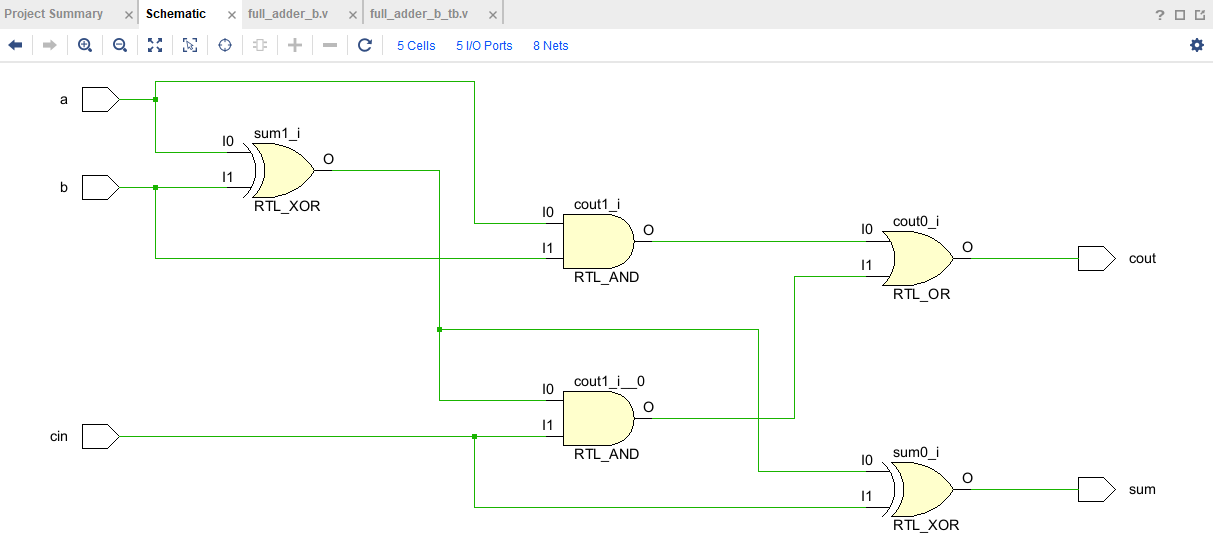 Project Summary × Schematic × full_adder_b.v × full_adder_b_tb.v × ?
5 Cells 5 I/O Ports 8 Nets
a
I0 sum1_i O
b I1
RTL_XOR
cout1_i
I0 O
I1
RTL_AND
cout0_i
I0 O
I1 cout
RTL_OR
cout1_i__0
I0 O
cin I1
RTL_AND
sum0_i
I0 O
I1 sum
RTL_XOR